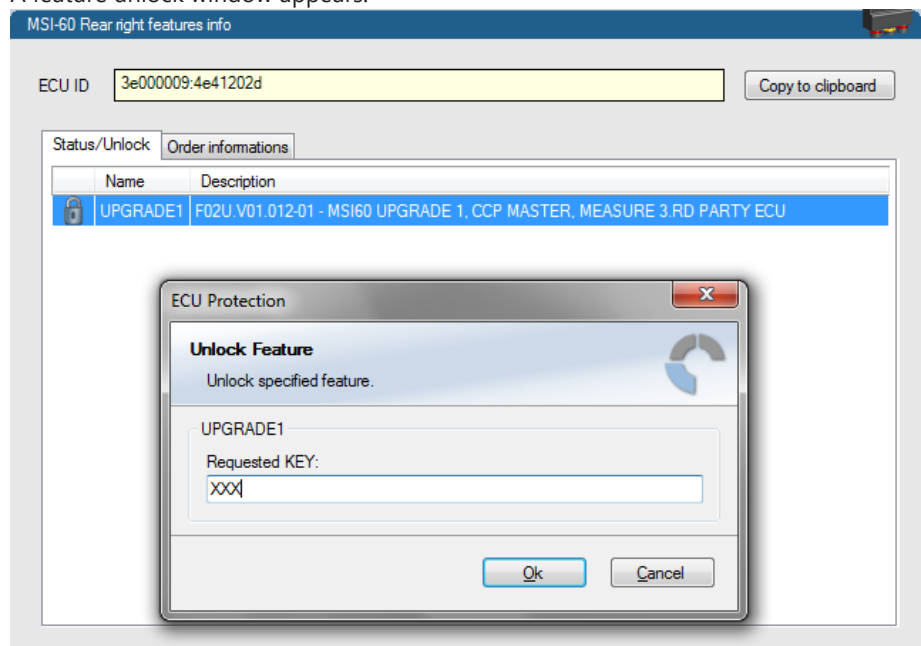 A feature unlock window appears.
MSI-60 Rear right features info
ECU ID 3e000009:4e41202d Copy to clipboard
Status/Unlock Order informations
Name Description
UPGRADE1 F02U.V01.012-01 - MSI60 UPGRADE 1, CCP MASTER, MEASURE 3.RD PARTY ECU
ECU Protection
Unlock Feature
Unlock specified feature.
UPGRADE1
Requested KEY:
XXX
Ok Cancel